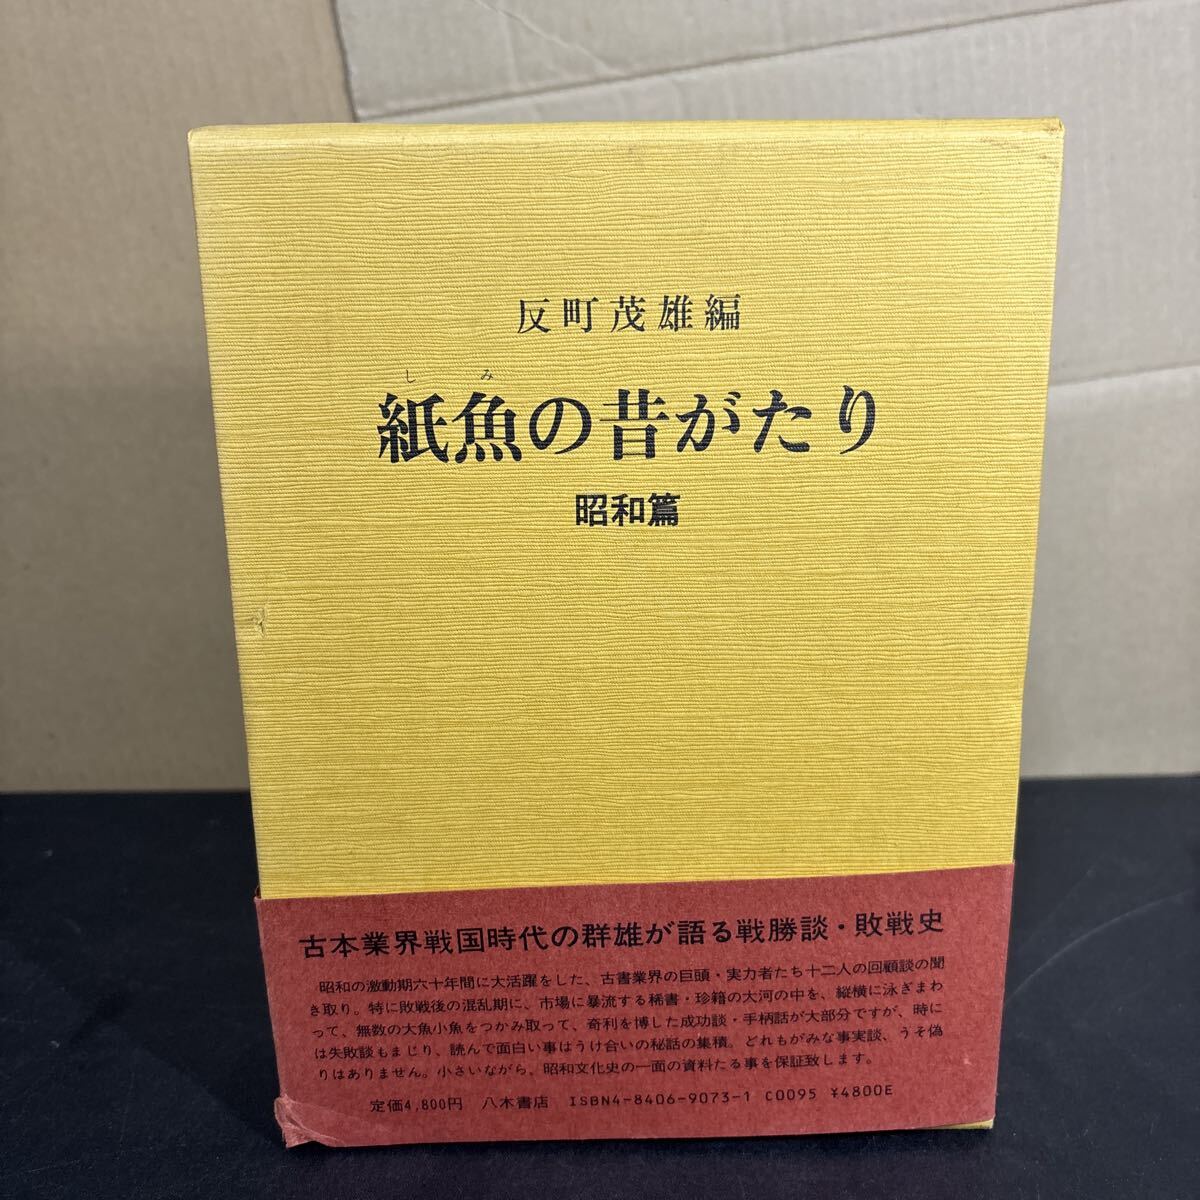 反町茂雄編
しみ
紙魚の昔がたり
昭和篇
古本業界戦国時代の群雄が語る戦勝談・敗戦史
昭和の激動期六十年間に大活躍をした、古書業界の巨頭・実力者たち十二人の回顧談の聞
き取り。特に敗戦後の混乱期に、市場に暴流する稀書・珍籍の大河の中を、縦横に泳ぎまわ
って、無数の大魚小魚をつかみ取って、奇利を博した成功談・手柄話が大部分ですが、時に
は失敗談もまじり、読んで面白い事はうけ合いの秘話の集積。どれもがみな事実談、うそ偽
りはありません。小さいながら、昭和文化史の一面の資料たる事を保証致します。
定価4,800円 八木書店 ISBN4-8406-9073-1 C0095 ¥4800E